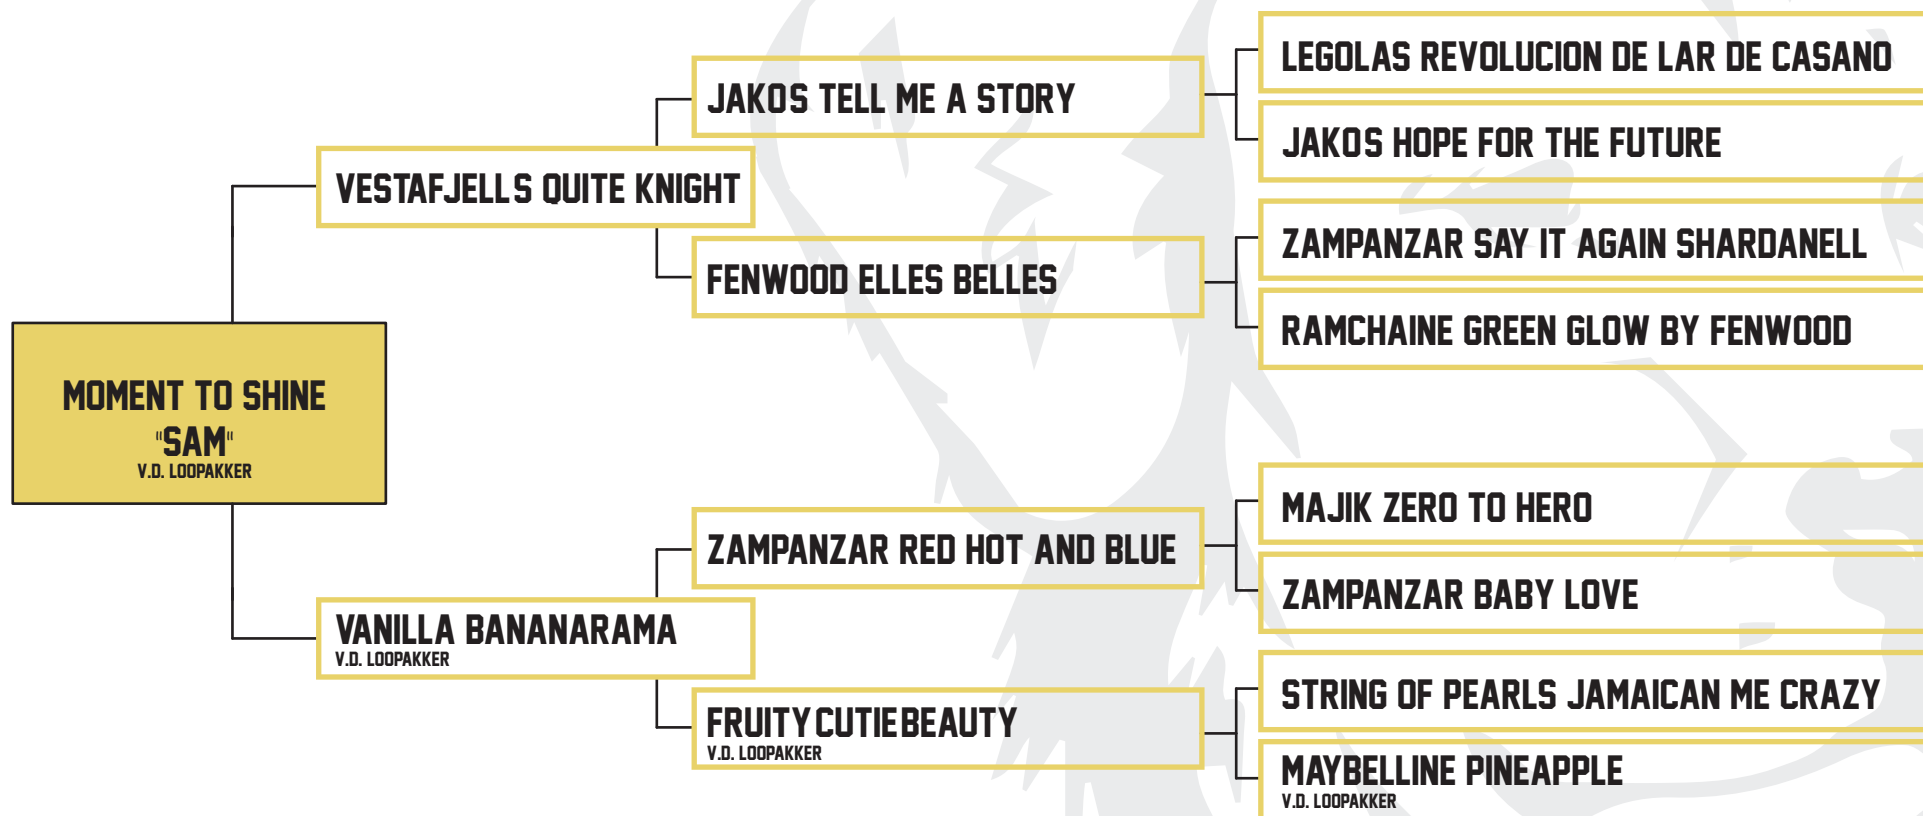 MOMENT TO SHINE
"SAM"
V.D. LOOPAKKER
VESTAFJELLS QUITE KNIGHT
VANILLA BANANARAMA
V.D. LOOPAKKER
JAKOS TELL ME A STORY
FENWOOD ELLES BELLES
ZAMPANZAR RED HOT AND BLUE
FRUITY CUTIE BEAUTY
V.D. LOOPAKKER
LEGOLAS REVOLUCION DE LAR DE CASANO
JAKOS HOPE FOR THE FUTURE
ZAMPANZAR SAY IT AGAIN SHARDANELL
RAMCHAINE GREEN GLOW BY FENWOOD
MAJIK ZERO TO HERO
ZAMPANZAR BABY LOVE
STRING OF PEARLS JAMAICAN ME CRAZY
MAYBELLINE PINEAPPLE
V.D. LOOPAKKER